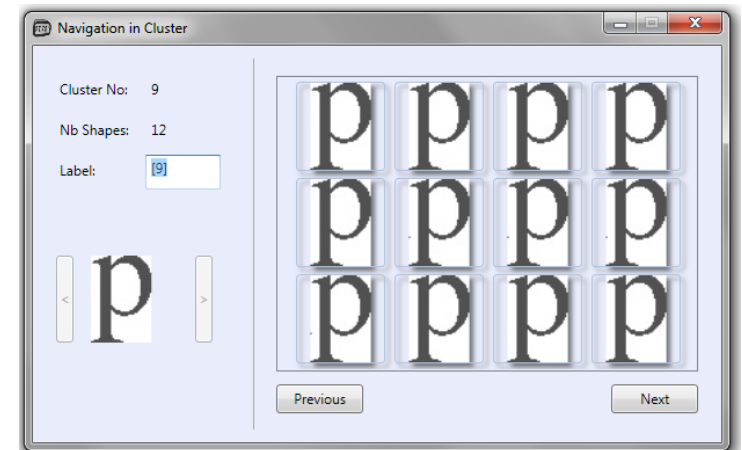 Navigation in Cluster
Cluster No: 9
Nb Shapes: 12
Label: [9]
< p >
p p p p
p p p p
p p p p
Previous Next